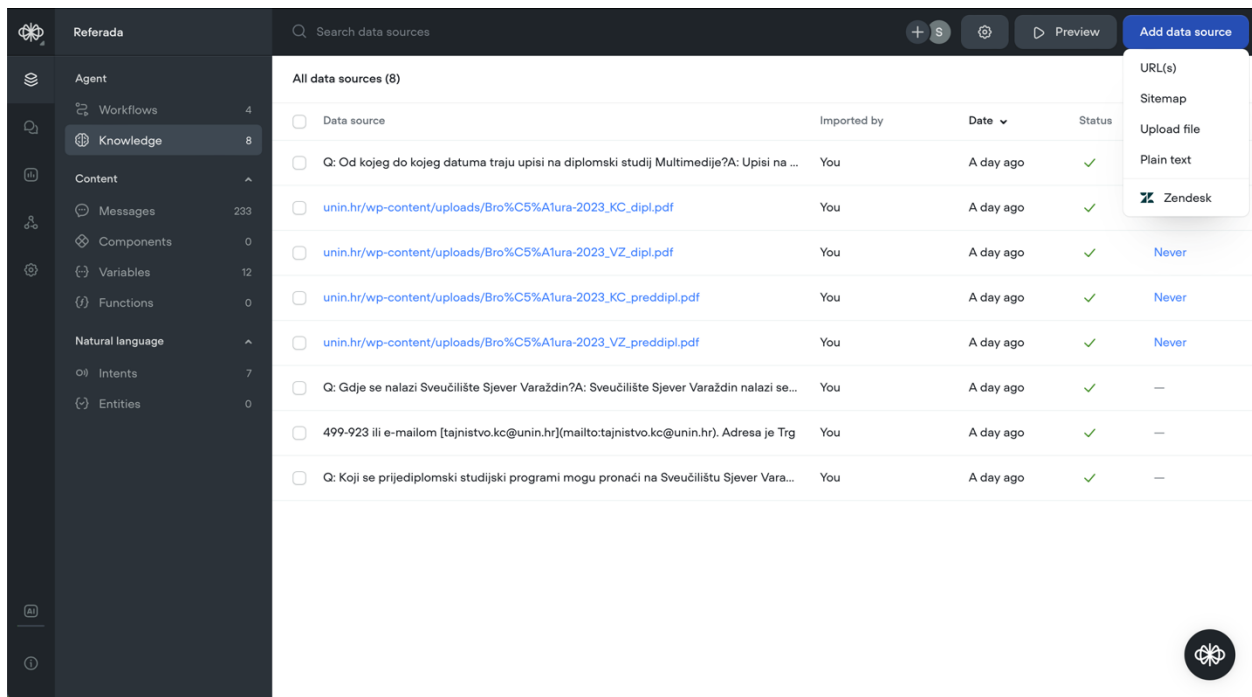 Referada
Search data sources
S
Preview
Add data source
URL(s)
Sitemap
Upload file
Plain text
Zendesk
Agent
Workflows 4
Knowledge 8
Content
Messages 233
Components 0
Variables 12
Functions 0
Natural language
Intents 7
Entities 0
AI
All data sources (8)
Data source Imported by Date Status
Q: Od kojeg do kojeg datuma traju upisi na diplomski studij Multimedije?A: Upisi na ... You A day ago
unin.hr/wp-content/uploads/Bro%C5%A1ura-2023_KC_dipl.pdf You A day ago
unin.hr/wp-content/uploads/Bro%C5%A1ura-2023_VZ_dipl.pdf You A day ago Never
unin.hr/wp-content/uploads/Bro%C5%A1ura-2023_KC_preddipl.pdf You A day ago Never
unin.hr/wp-content/uploads/Bro%C5%A1ura-2023_VZ_preddipl.pdf You A day ago Never
Q: Gdje se nalazi Sveučilište Sjever Varaždin?A: Sveučilište Sjever Varaždin nalazi se... You A day ago —
499-923 ili e-mailom [tajnistvo.kc@unin.hr](mailto:tajnistvo.kc@unin.hr). Adresa je Trg You A day ago —
Q: Koji se prijediplomski studijski programi mogu pronaći na Sveučilištu Sjever Vara... You A day ago —